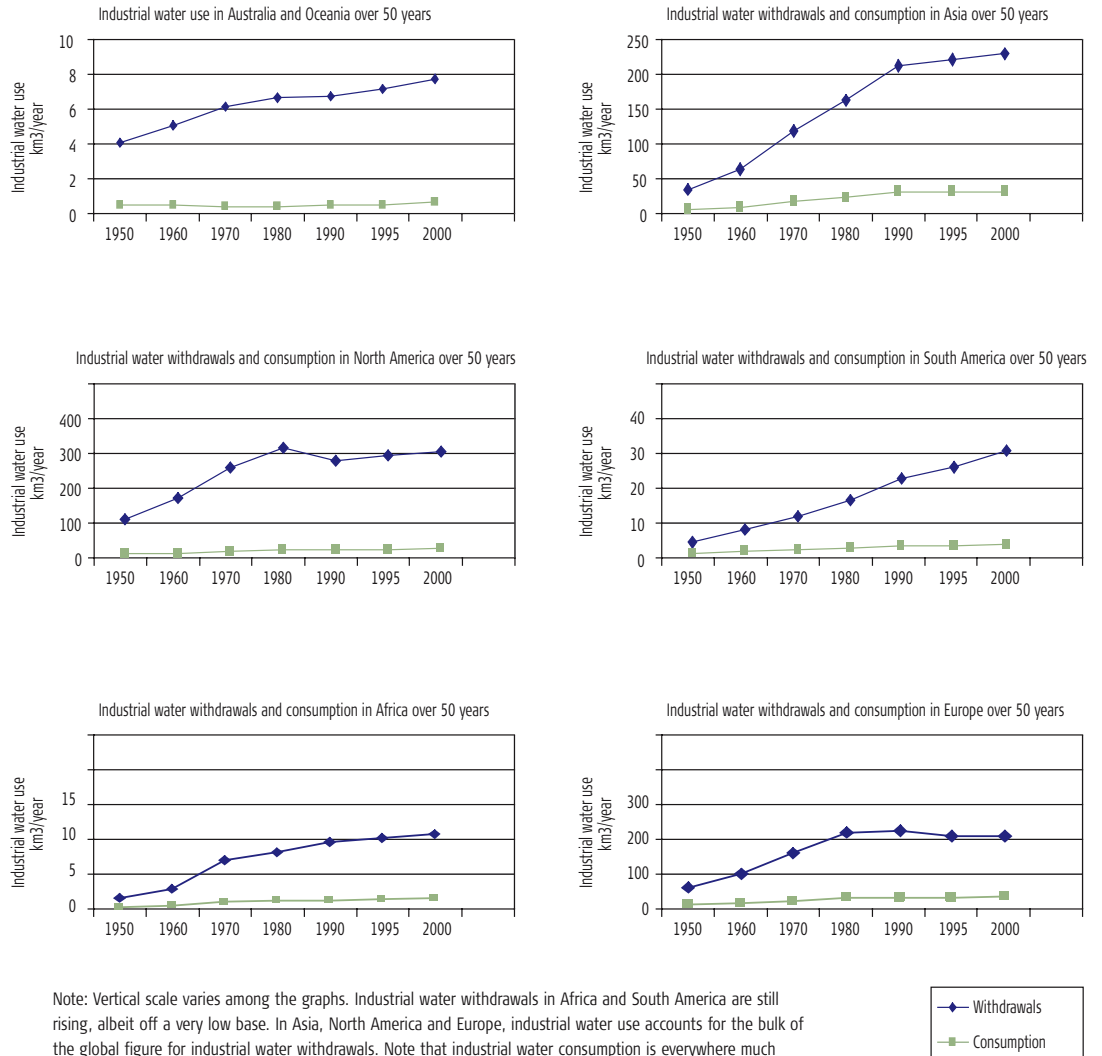 Industrial water use in Australia and Oceania over 50 years
Industrial water use
km3/year
10
8
6
4
2
0
1950 1960 1970 1980 1990 1995 2000
Industrial water withdrawals and consumption in Asia over 50 years
Industrial water use
km3/year
250
200
150
100
50
0
1950 1960 1970 1980 1990 1995 2000
Industrial water withdrawals and consumption in North America over 50 years
Industrial water use
km3/year
400
300
200
100
0
1950 1960 1970 1980 1990 1995 2000
Industrial water withdrawals and consumption in South America over 50 years
Industrial water use
km3/year
40
30
20
10
0
1950 1960 1970 1980 1990 1995 2000
Industrial water withdrawals and consumption in Africa over 50 years
Industrial water use
km3/year
15
10
5
0
1950 1960 1970 1980 1990 1995 2000
Industrial water withdrawals and consumption in Europe over 50 years
Industrial water use
km3/year
300
200
100
0
1950 1960 1970 1980 1990 1995 2000
Note: Vertical scale varies among the graphs. Industrial water withdrawals in Africa and South America are still
rising, albeit off a very low base. In Asia, North America and Europe, industrial water use accounts for the bulk of
the global figure for industrial water withdrawals. Note that industrial water consumption is everywhere much
Withdrawals
Consumption